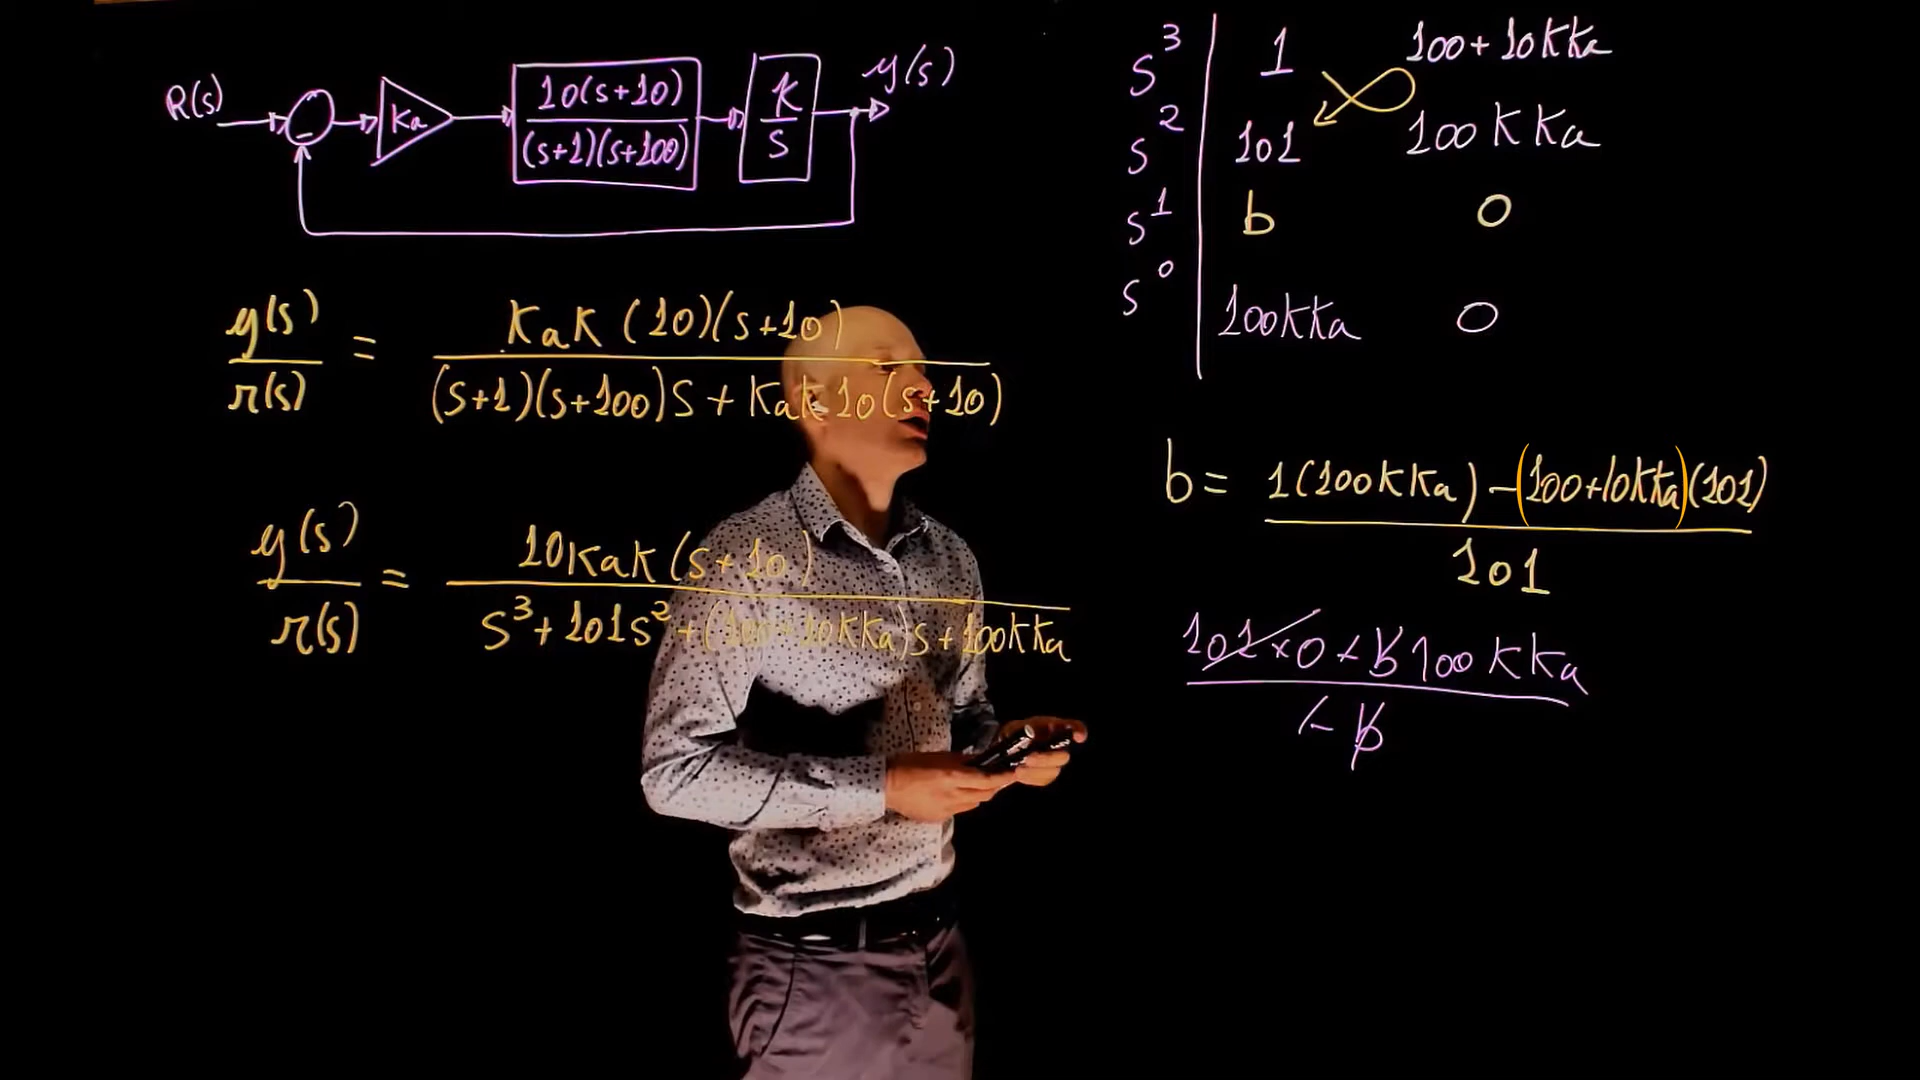 R(s) - Ka 10(s+10) / (s+1)(s+100) K / S y(s)
y(s) / r(s) = KaK(10)(s+10) / (s+1)(s+100)S + KaK10(s+10)
y(s) / r(s) = 10KaK(s+10) / S³+101S²+(100+10KKa)S+100KKa
S³ 1 100+10KKa
S² 101 100KKa
S¹ b 0
S⁰ 100KKa 0
b = 1(100KKa) - (100+10KKa)(101) / 101
101×0 + b 100KKa / - b